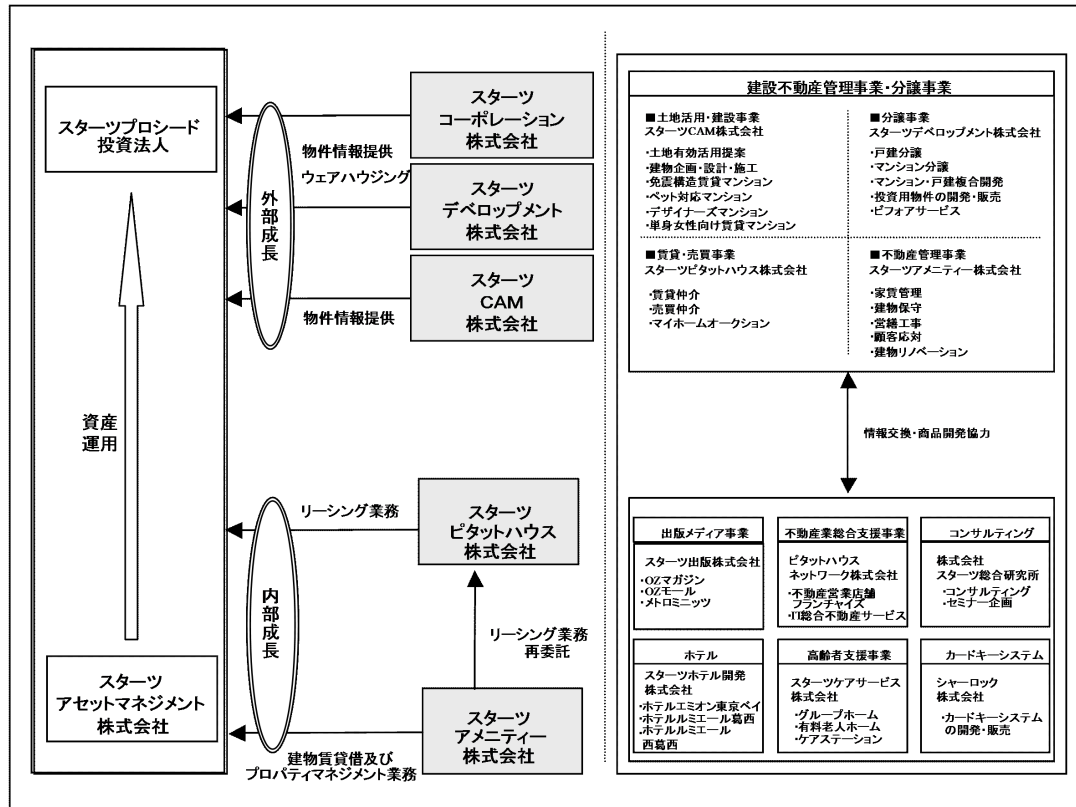 スターツプロシード
投資法人
資産
運用
スターツ
アセットマネジメント
株式会社
外部成長
物件情報提供
ウェアハウジング
物件情報提供
スターツ
コーポレーション
株式会社
スターツ
デベロップメント
株式会社
スターツ
CAM
株式会社
内部成長
リーシング業務
スターツ
ピタットハウス
株式会社
リーシング業務
再委託
スターツ
アメニティー
株式会社
建物賃貸借及び
プロパティマネジメント業務
建設不動産管理事業・分譲事業
■土地活用・建設事業
スターツCAM株式会社
・土地有効活用提案
・建物企画・設計・施工
・免震構造賃貸マンション
・ペット対応マンション
・デザイナーズマンション
・単身女性向け賃貸マンション
■分譲事業
スターツデベロップメント株式会社
・戸建分譲
・マンション分譲
・マンション・戸建複合開発
・投資用物件の開発・販売
・ビフォアサービス
■賃貸・売買事業
スターツピタットハウス株式会社
・賃貸仲介
・売買仲介
・マイホームオークション
■不動産管理事業
スターツアメニティー株式会社
・家賃管理
・建物保守
・営繕工事
・顧客応対
・建物リノベーション
情報交換・商品開発協力
出版メディア事業
スターツ出版株式会社
・OZマガジン
・OZモール
・メトロミニッツ
不動産業総合支援事業
ピタットハウス
ネットワーク株式会社
・不動産営業店舗
フランチャイズ
・IT総合不動産サービス
コンサルティング
株式会社
スターツ総合研究所
・コンサルティング
・セミナー企画
ホテル
スターツホテル開発
株式会社
・ホテルエミオン東京ベイ
・ホテルルミエール葛西
・ホテルルミエール
西葛西
高齢者支援事業
スターツケアサービス
株式会社
・グループホーム
・有料老人ホーム
・ケアステーション
カードキーシステム
シャーロック
株式会社
・カードキーシステム
の開発・販売